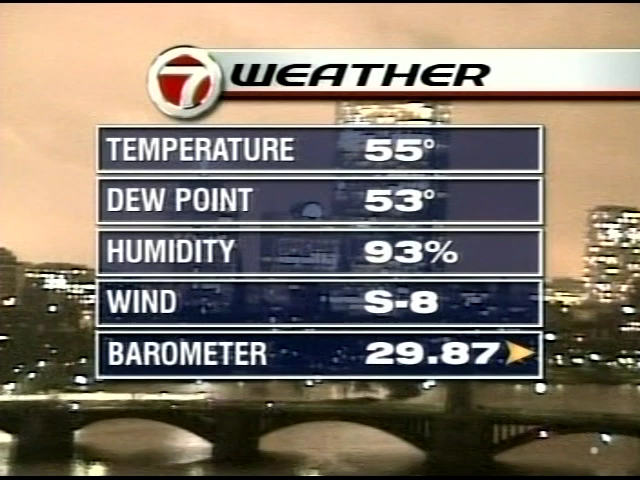 7 WEATHER
TEMPERATURE 55°
DEW POINT 53°
HUMIDITY 93%
WIND S-8
BAROMETER 29.87